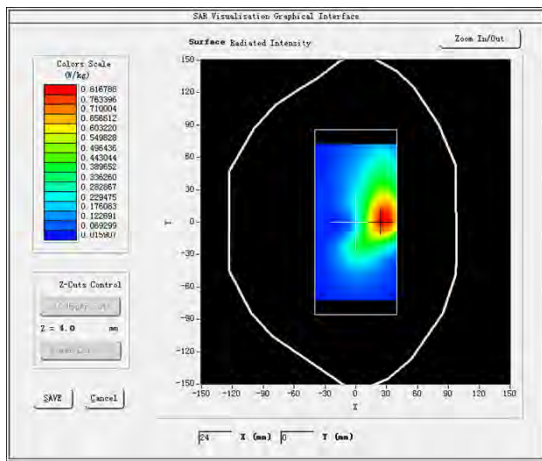 SAR Visualisation Graphical Interface
Surface Radiated Intensity
Zoom In/Out
Colors Scale
(W/kg)
0.816788
0.763396
0.710004
0.656612
0.603220
0.549828
0.496436
0.443044
0.389652
0.336260
0.282867
0.229475
0.176083
0.122691
0.069299
0.015907
150
120
90
60
30
0
-30
-60
-90
-120
-150
Y
-150 -120 -90 -60 -30 0 30 60 90 120 150
X
Z-Cuts Control
Z = 4.0 mm
SAVE
Cancel
24 X (mm) 0 Y (mm)